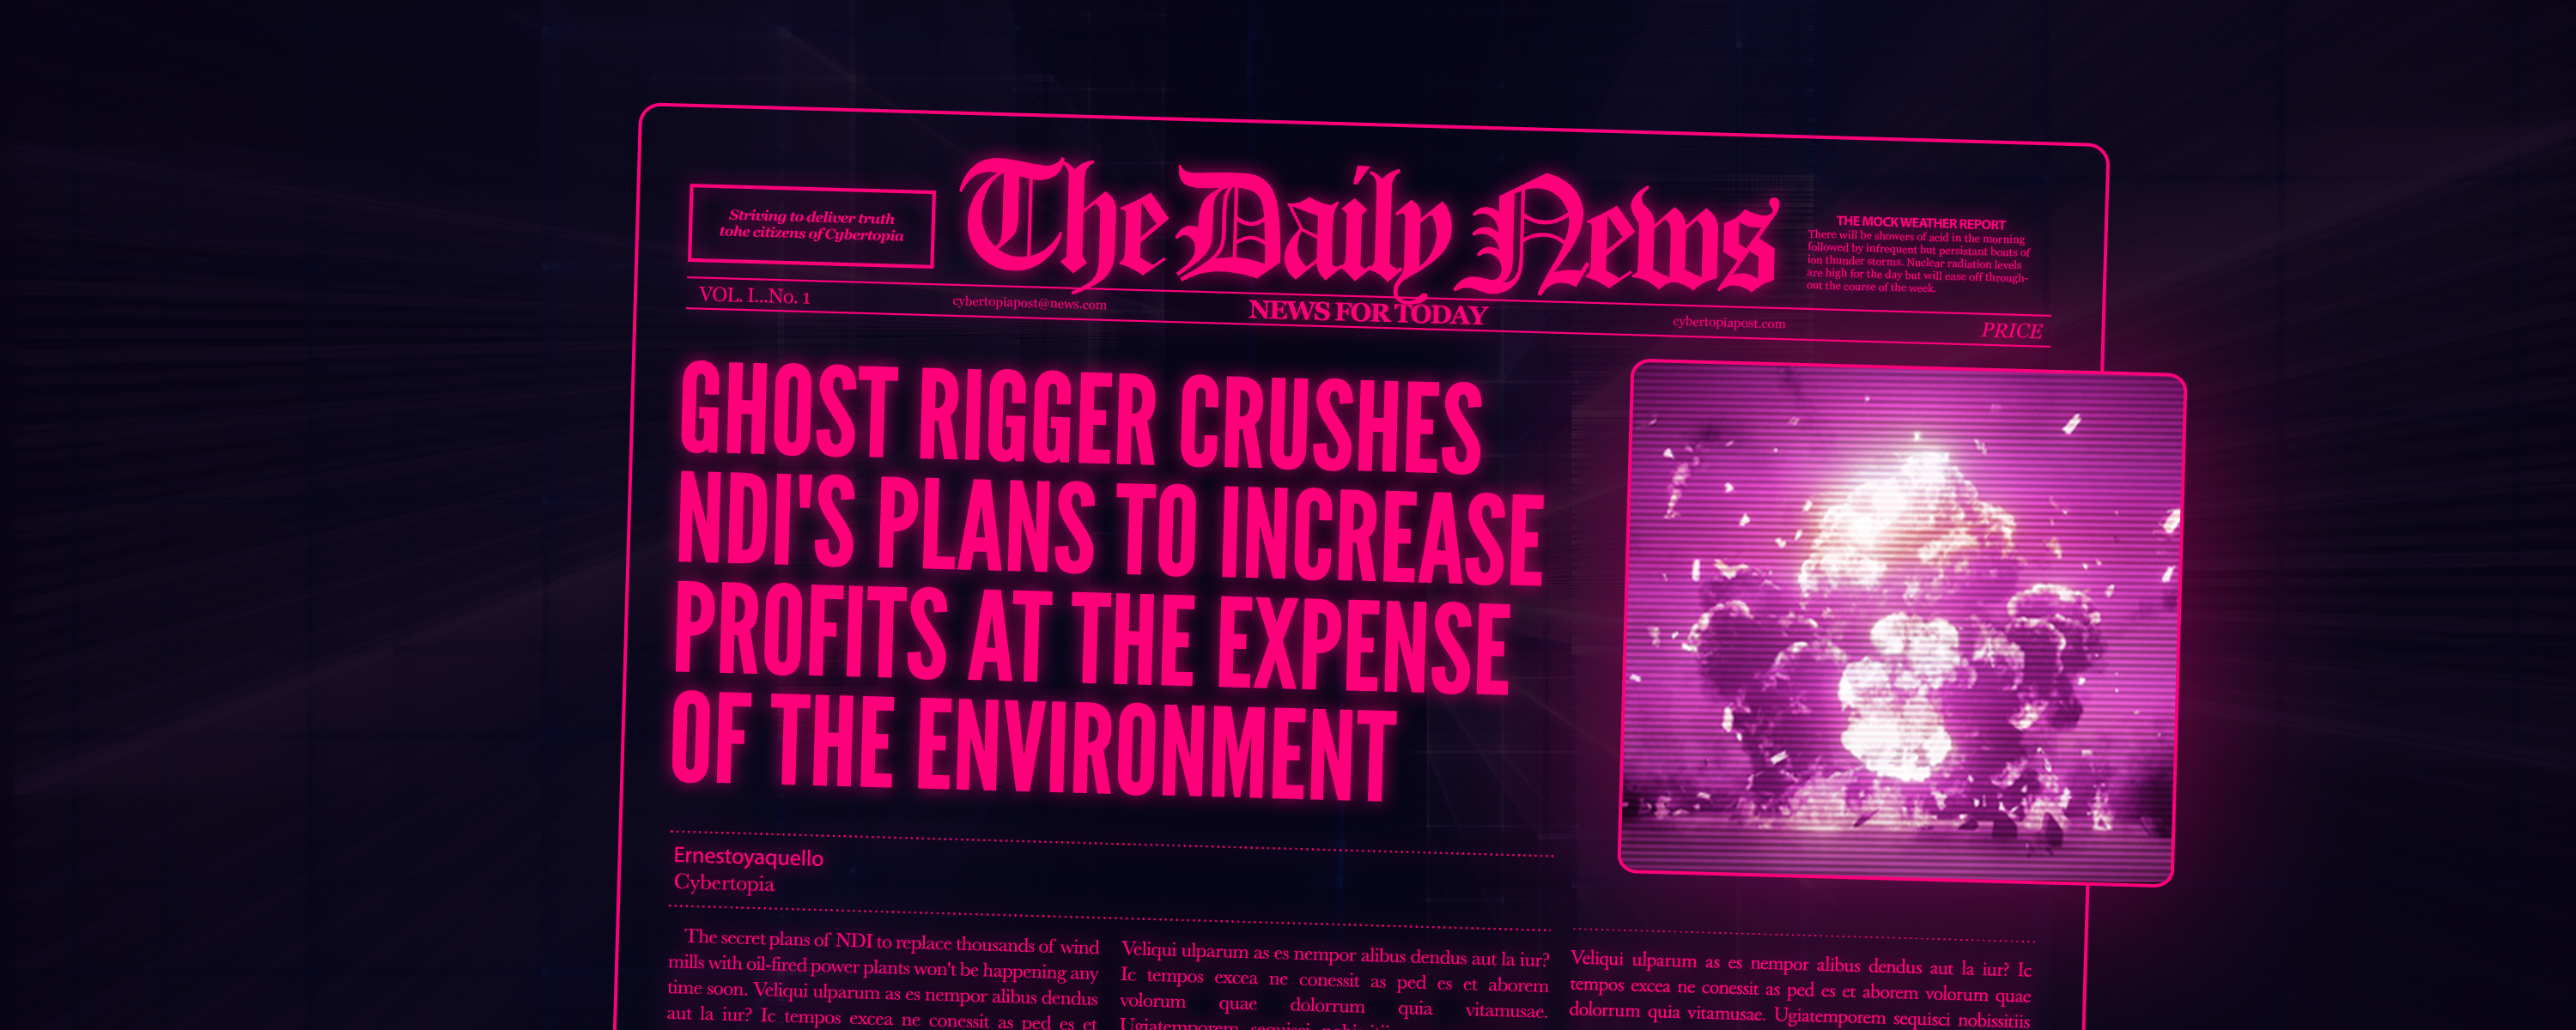 Striving to deliver truth
tohe citizens of Cybertopia
The Daily News
THE MOCK WEATHER REPORT
There will be showers of acid in the morning
followed by infrequent but persistant bouts of
ion thunder storms. Nuclear radiation levels
are high for the day but will ease off through-
out the course of the week.
VOL. I...No. 1
cybertopiapost@news.com
NEWS FOR TODAY
cybertopiapost.com
PRICE
GHOST RIGGER CRUSHES
NDI'S PLANS TO INCREASE
PROFITS AT THE EXPENSE
OF THE ENVIRONMENT
Ernestoyaquello
Cybertopia
The secret plans of NDI to replace thousands of wind
mills with oil-fired power plants won't be happening any
time soon. Veliqui ulparum as es nempor alibus dendus
aut la iur? Ic tempos excea ne conessit as ped es et
Veliqui ulparum as es nempor alibus dendus aut la iur?
Ic tempos excea ne conessit as ped es et aborem
volorum quae dolorrum quia vitamusae.
Ugiatemporem sequisci
Veliqui ulparum as es nempor alibus dendus aut la iur? Ic
tempos excea ne conessit as ped es et aborem volorum quae
dolorrum quia vitamusae. Ugiatemporem sequisci nobissitiis